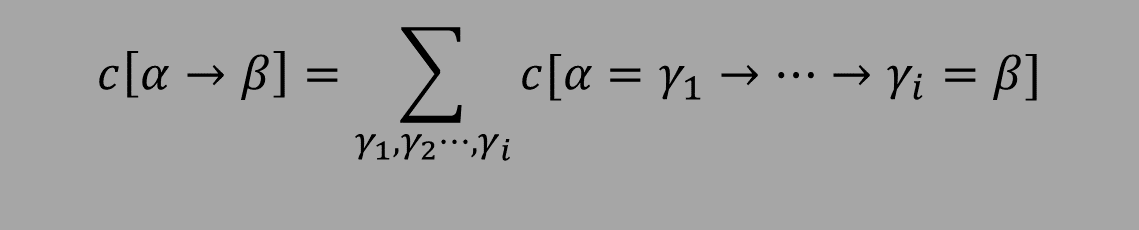 c[α → β] = ∑ c[α = γ₁ → ⋯ → γᵢ = β]
γ₁,γ₂⋯,γᵢ